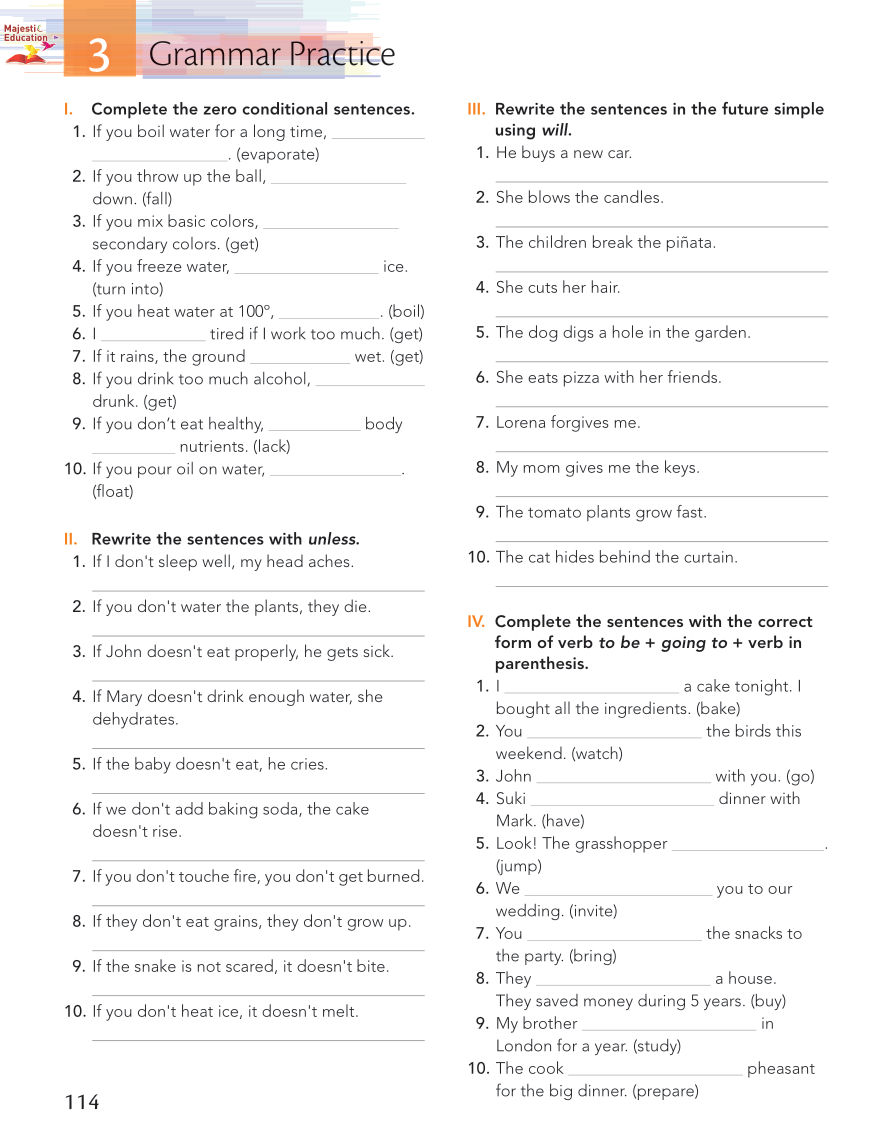 Majestic
Education
3
Grammar Practice
I. Complete the zero conditional sentences.
1. If you boil water for a long time, ____________
____________. (evaporate)
2. If you throw up the ball, ____________
down. (fall)
3. If you mix basic colors, ____________
secondary colors. (get)
4. If you freeze water, ____________ ice.
(turn into)
5. If you heat water at 100º, ____________. (boil)
6. I ____________ tired if I work too much. (get)
7. If it rains, the ground ____________ wet. (get)
8. If you drink too much alcohol, ____________
drunk. (get)
9. If you don’t eat healthy, ____________ body
____________ nutrients. (lack)
10. If you pour oil on water, ____________.
(float)
II. Rewrite the sentences with unless.
1. If I don't sleep well, my head aches.
2. If you don't water the plants, they die.
3. If John doesn't eat properly, he gets sick.
4. If Mary doesn't drink enough water, she
dehydrates.
5. If the baby doesn't eat, he cries.
6. If we don't add baking soda, the cake
doesn't rise.
7. If you don't touche fire, you don't get burned.
8. If they don't eat grains, they don't grow up.
9. If the snake is not scared, it doesn't bite.
10. If you don't heat ice, it doesn't melt.
114
III. Rewrite the sentences in the future simple
using will.
1. He buys a new car.
2. She blows the candles.
3. The children break the piñata.
4. She cuts her hair.
5. The dog digs a hole in the garden.
6. She eats pizza with her friends.
7. Lorena forgives me.
8. My mom gives me the keys.
9. The tomato plants grow fast.
10. The cat hides behind the curtain.
IV. Complete the sentences with the correct
form of verb to be + going to + verb in
parenthesis.
1. I ____________ a cake tonight. I
bought all the ingredients. (bake)
2. You ____________ the birds this
weekend. (watch)
3. John ____________ with you. (go)
4. Suki ____________ dinner with
Mark. (have)
5. Look! The grasshopper ____________.
(jump)
6. We ____________ you to our
wedding. (invite)
7. You ____________ the snacks to
the party. (bring)
8. They ____________ a house.
They saved money during 5 years. (buy)
9. My brother ____________ in
London for a year. (study)
10. The cook ____________ pheasant
for the big dinner. (prepare)